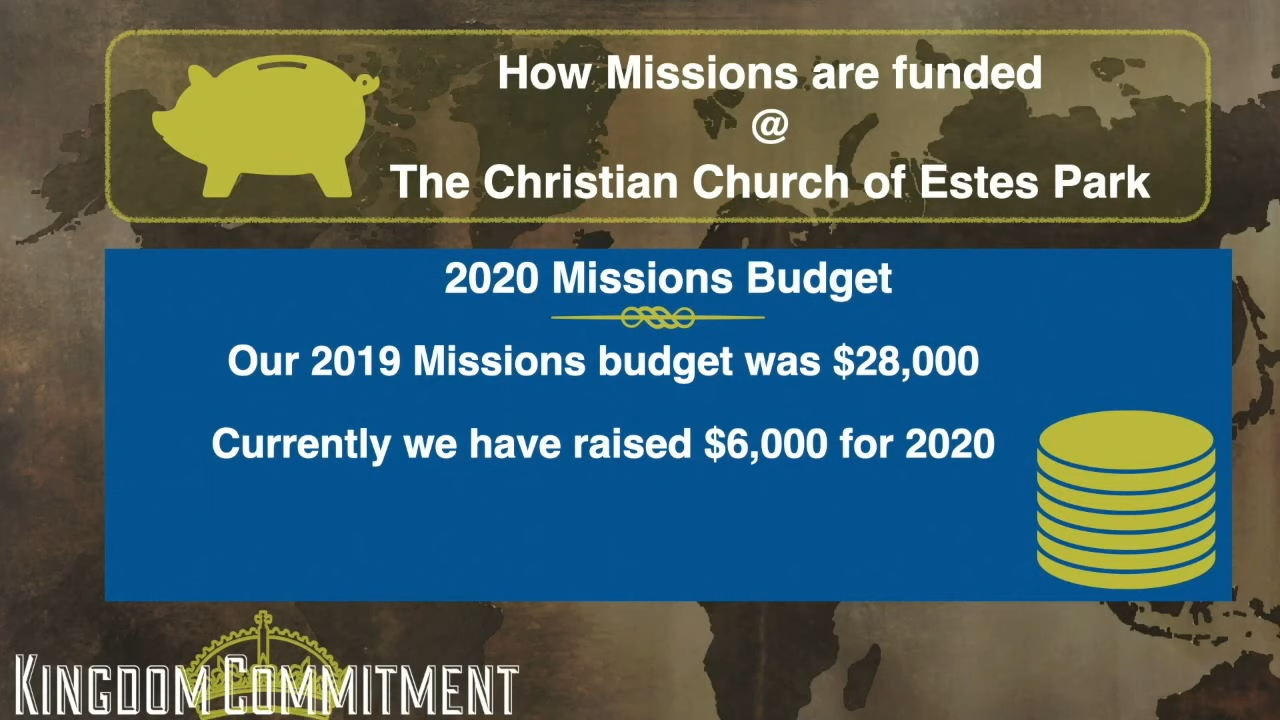 How Missions are funded
@
The Christian Church of Estes Park
2020 Missions Budget
Our 2019 Missions budget was $28,000
Currently we have raised $6,000 for 2020
KINGDOM COMMITMENT